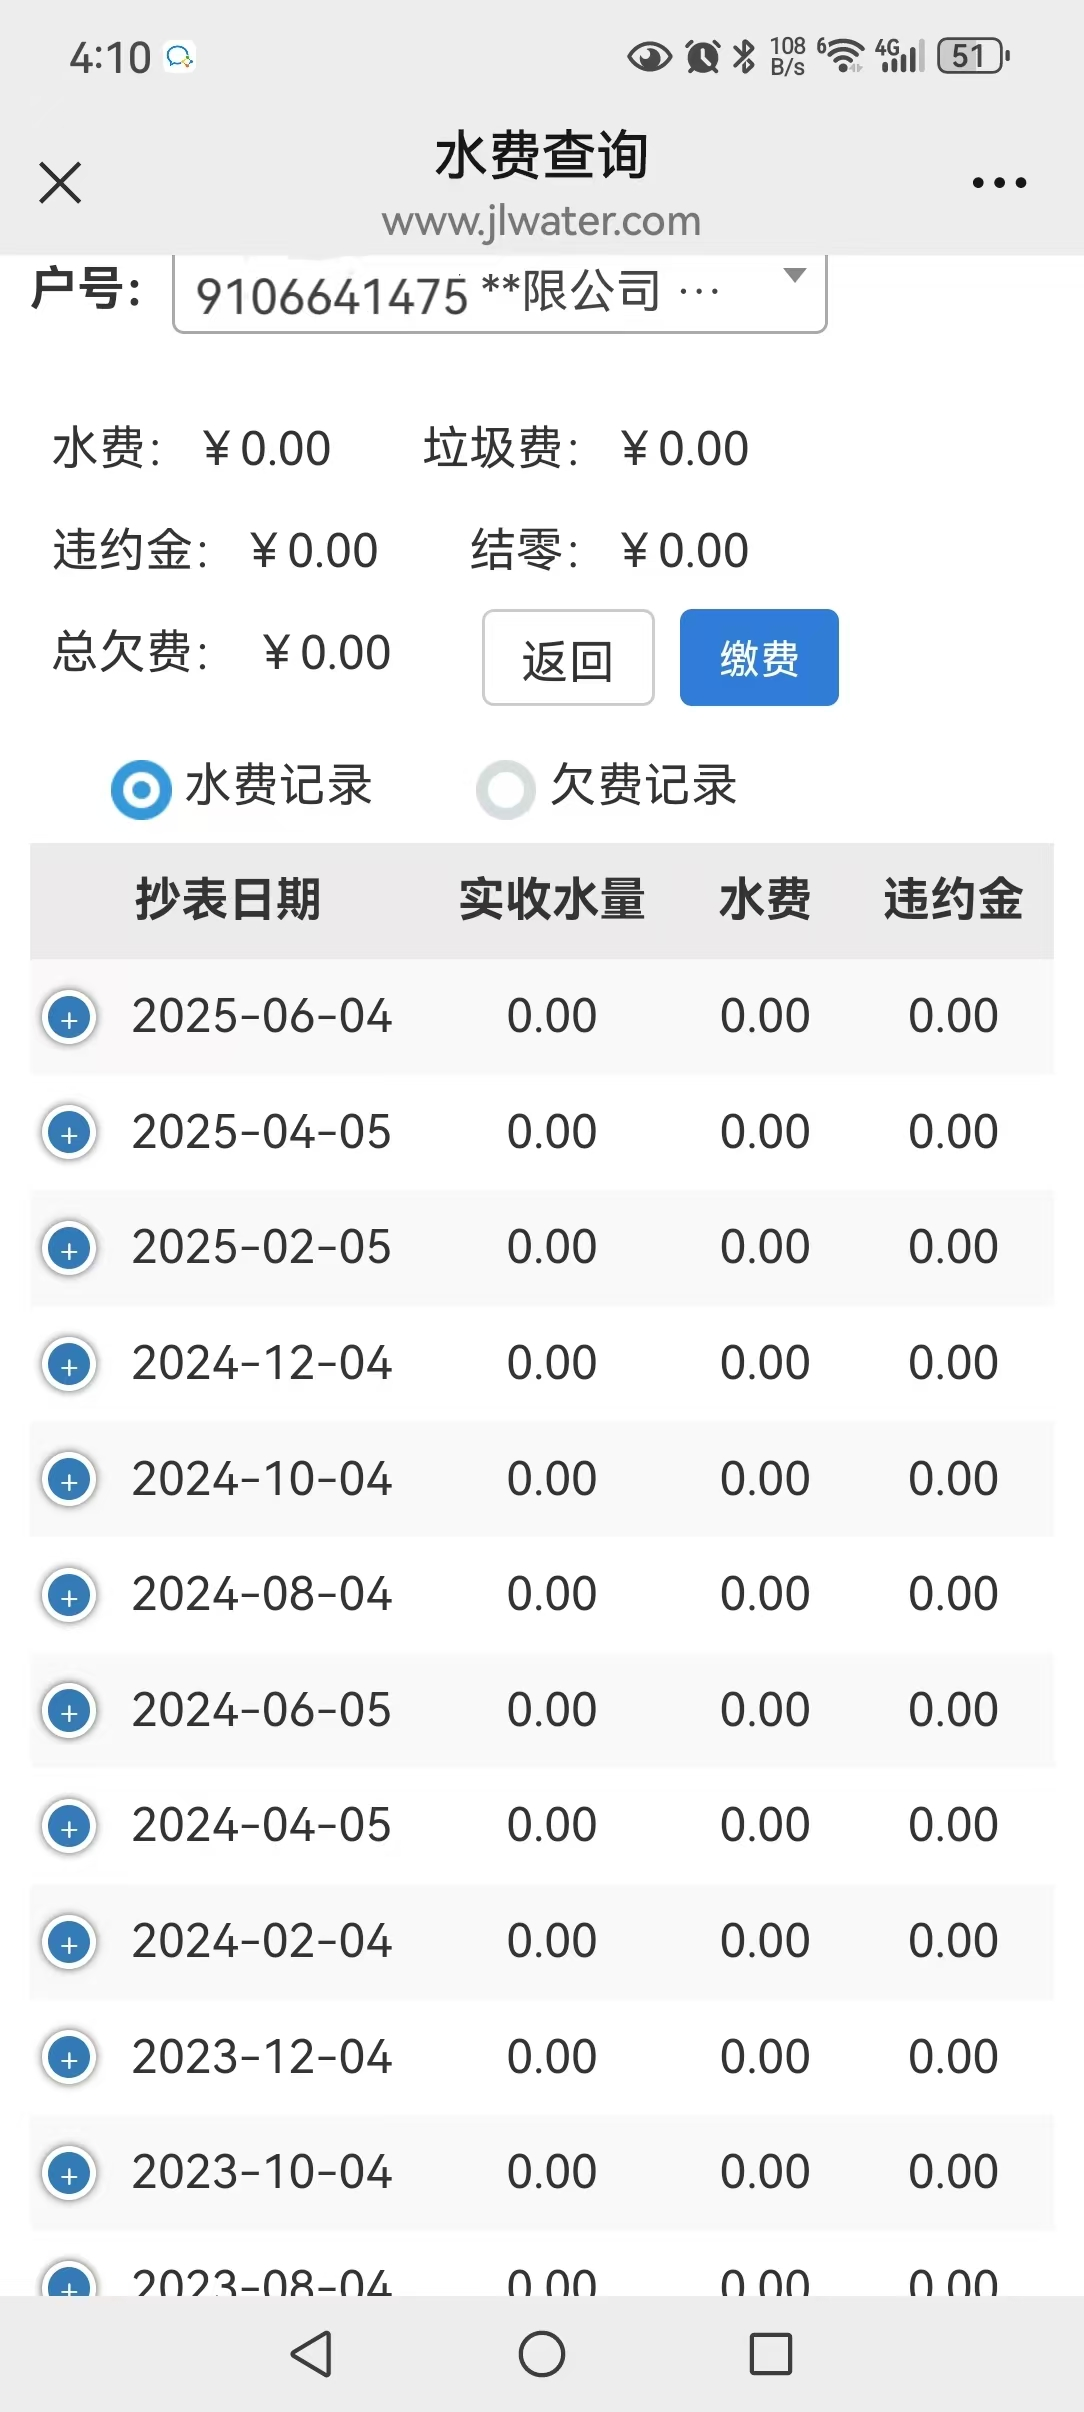 4:10 108 B/s 6 4G 51
水费查询
www.jlwater.com
户号: 9106641475 **限公司 ...
水费: ¥0.00 垃圾费: ¥0.00
违约金: ¥0.00 结零: ¥0.00
总欠费: ¥0.00 返回 缴费
水费记录 欠费记录
抄表日期 实收水量 水费 违约金
+ 2025-06-04 0.00 0.00 0.00
+ 2025-04-05 0.00 0.00 0.00
+ 2025-02-05 0.00 0.00 0.00
+ 2024-12-04 0.00 0.00 0.00
+ 2024-10-04 0.00 0.00 0.00
+ 2024-08-04 0.00 0.00 0.00
+ 2024-06-05 0.00 0.00 0.00
+ 2024-04-05 0.00 0.00 0.00
+ 2024-02-04 0.00 0.00 0.00
+ 2023-12-04 0.00 0.00 0.00
+ 2023-10-04 0.00 0.00 0.00
+ 2023-08-04 0.00 0.00 0.00